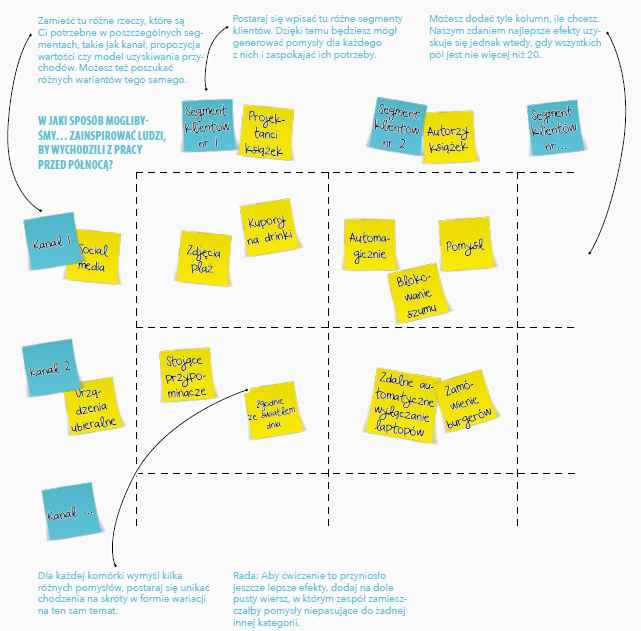 Zamieść tu różne rzeczy, które są
Ci potrzebne w poszczególnych seg-
mentach, takie jak kanał, propozycja
wartości czy model uzyskiwania przy-
chodów. Możesz też poszukać
różnych wariantów tego samego.
Postaraj się wpisać tu różne segmenty
klientów. Dzięki temu będziesz mógł
generować pomysły dla każdego
z nich i zaspokajać ich potrzeby.
Możesz dodać tyle kolumn, ile chcesz.
Naszym zdaniem najlepsze efekty uzy-
skuje się jednak wtedy, gdy wszystkich
pól jest nie więcej niż 20.
W JAKI SPOSÓB MOGLIBY-
ŚMY... ZAINSPIROWAĆ LUDZI,
BY WYCHODZILI Z PRACY
PRZED PÓŁNOCĄ?
Segment
klientów
nr 1
Projek-
tanci
książek
Segment
klientów
nr 2
Autorzy
książek
Segment
klientów
nr ...
Kanał 1
Social
media
Zdjęcia
plaż
Kupony
na drinki
Automa-
gicznie
Pomysł
Bloko-
wanie
szumu
Kanał 2
Urzą-
dzenia
ubieralne
Stojące
przypo-
minacze
Zgodnie
ze światłem
dnia
Zdalne au-
tomatyczne
wyłączanie
laptopów
Zamó-
wienie
burgerów
Kanał ...
Dla każdej komórki wymyśl kilka
różnych pomysłów, postaraj się unikać
chodzenia na skróty w formie wariacji
na ten sam temat.
Rada: Aby ćwiczenie to przyniosło
jeszcze lepsze efekty, dodaj na dole
pusty wiersz, w którym zespół zamiesz-
czałby pomysły niepasujące do żadnej
innej kategorii.